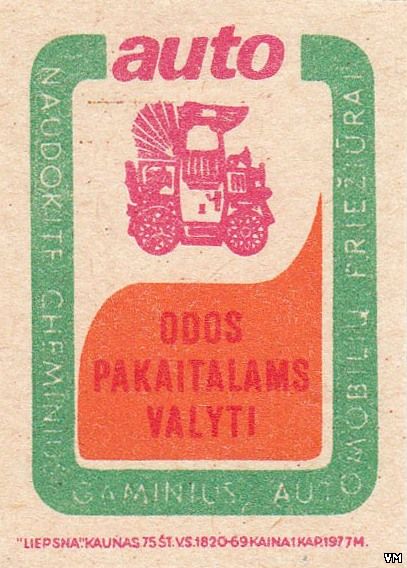 auto
NAUDOKITE CHEMINIUS GAMINIUS AUTOMOBILIŲ PRIEŽIŪRAI
ODOS
PAKAITALAMS
VALYTI
"LIEPSNA". KAUNAS 75 ŠT. V.S. 1820-69 KAINA 1 KAP. 1977 M.
VM